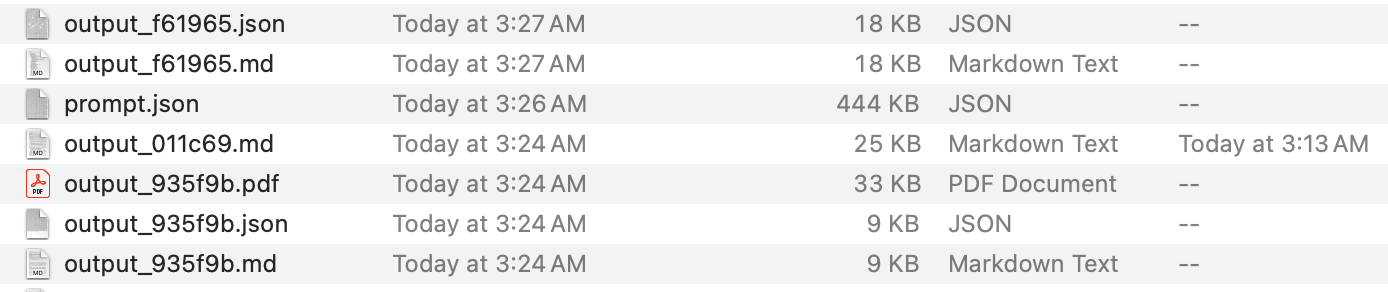 output_f61965.json Today at 3:27 AM 18 KB JSON --
MD output_f61965.md Today at 3:27 AM 18 KB Markdown Text --
prompt.json Today at 3:26 AM 444 KB JSON --
MD output_011c69.md Today at 3:24 AM 25 KB Markdown Text Today at 3:13 AM
PDF output_935f9b.pdf Today at 3:24 AM 33 KB PDF Document --
output_935f9b.json Today at 3:24 AM 9 KB JSON --
MD output_935f9b.md Today at 3:24 AM 9 KB Markdown Text --